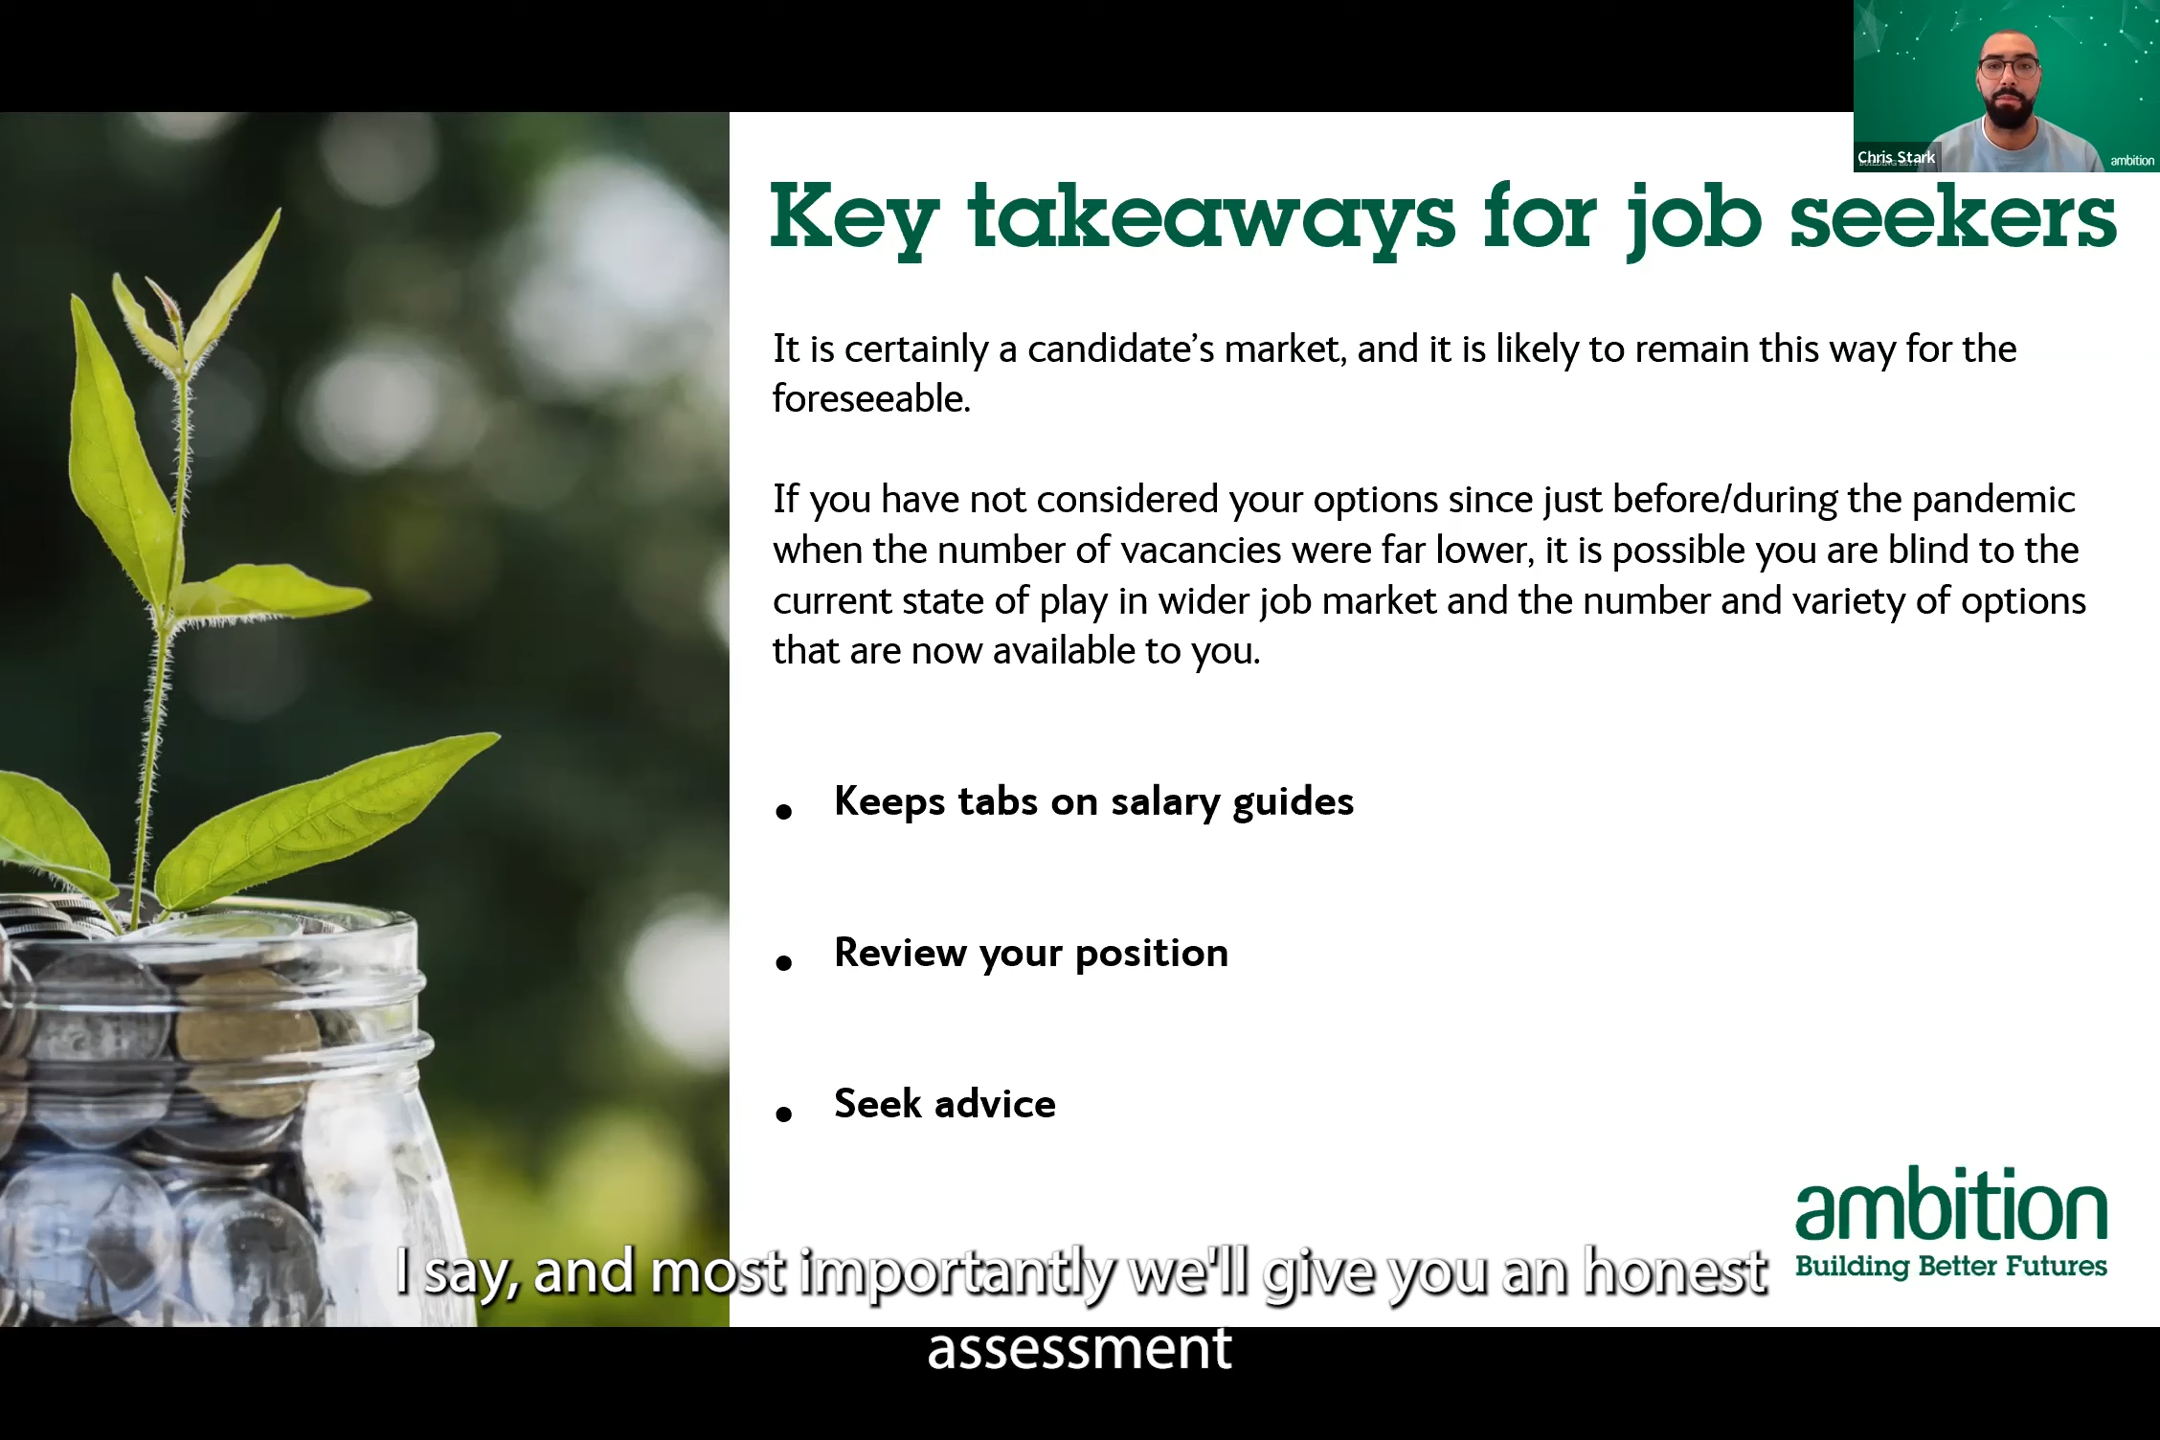 Chris Stark
ambition
Key takeaways for job seekers
It is certainly a candidate’s market, and it is likely to remain this way for the
foreseeable.
If you have not considered your options since just before/during the pandemic
when the number of vacancies were far lower, it is possible you are blind to the
current state of play in wider job market and the number and variety of options
that are now available to you.
• Keeps tabs on salary guides
• Review your position
• Seek advice
ambition
Building Better Futures
I say, and most importantly we'll give you an honest
assessment